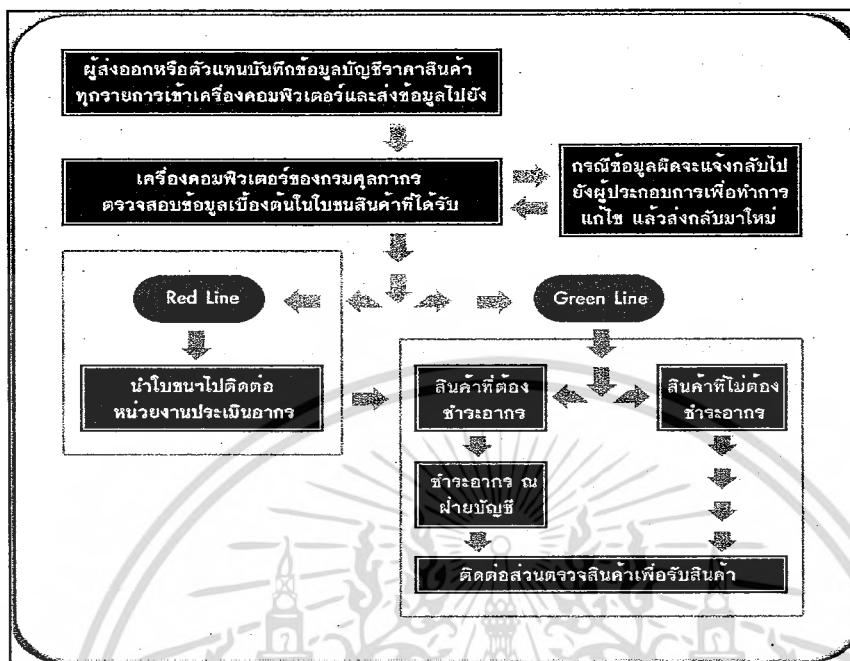 ผู้ส่งออกหรือตัวแทนบันทึกข้อมูลบัญชีราคาสินค้า
ทุกรายการเข้าเครื่องคอมพิวเตอร์และส่งข้อมูลไปยัง
เครื่องคอมพิวเตอร์ของกรมศุลกากร
ตรวจสอบข้อมูลเบื้องต้นในใบขนสินค้าที่ได้รับ
กรณีข้อมูลผิดจะแจ้งกลับไป
ยังผู้ประกอบการเพื่อทำการ
แก้ไข แล้วส่งกลับมาใหม่
Red Line
Green Line
นำใบขนฯไปติดต่อ
หน่วยงานประเมินอากร
สินค้าที่ต้อง
ชำระอากร
สินค้าที่ไม่ต้อง
ชำระอากร
ชำระอากร ณ
ฝ่ายบัญชี
ติดต่อส่วนตรวจสินค้าเพื่อรับสินค้า